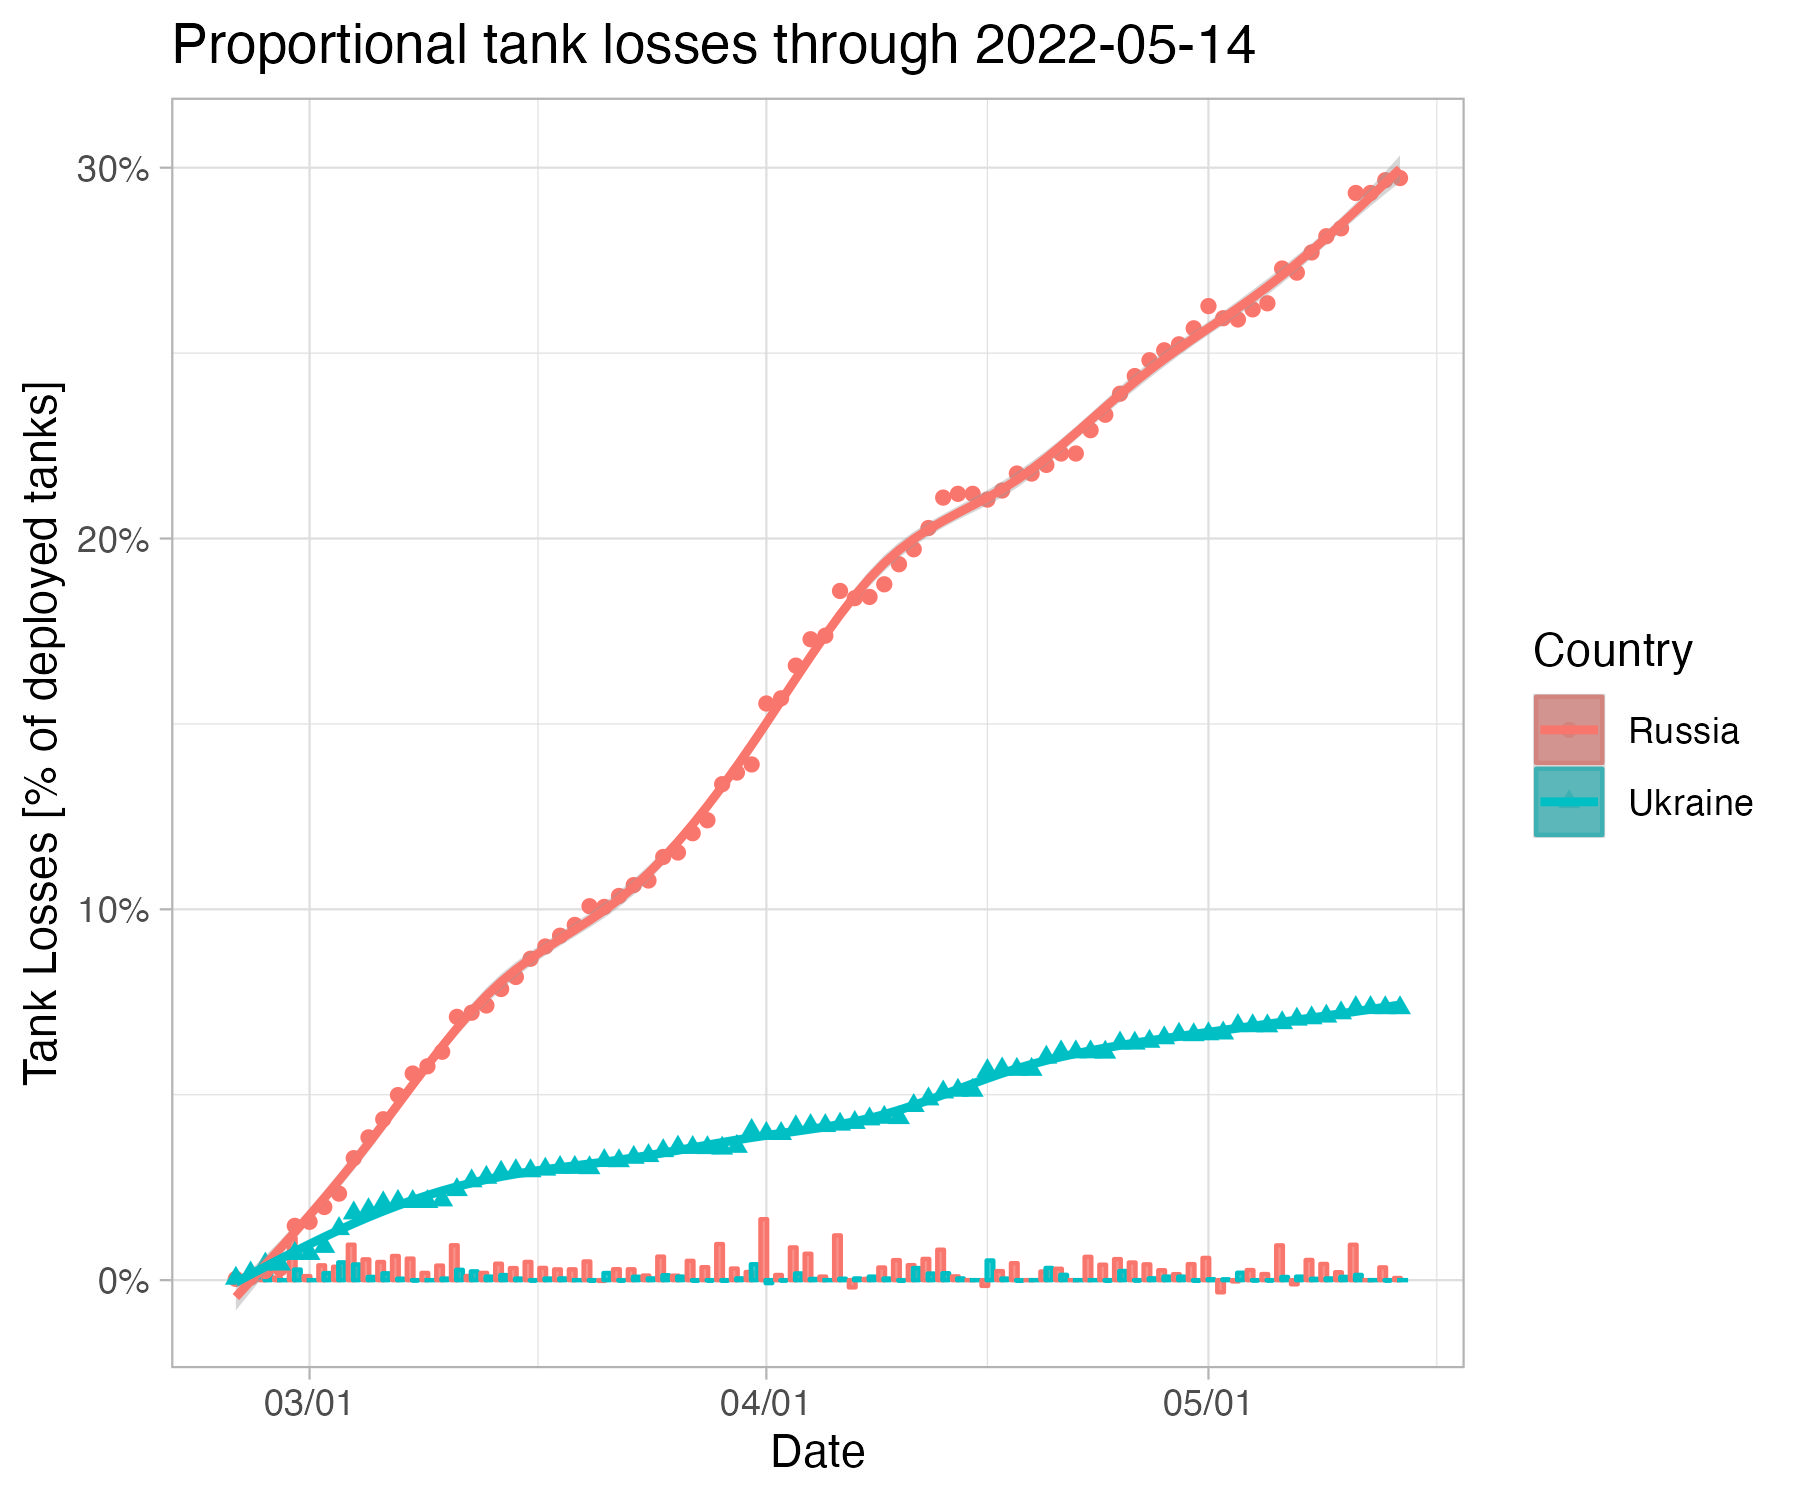 Proportional tank losses through 2022-05-14
Tank Losses [% of deployed tanks]
30%
20%
10%
0%
03/01
04/01
05/01
Date
Country
Russia
Ukraine